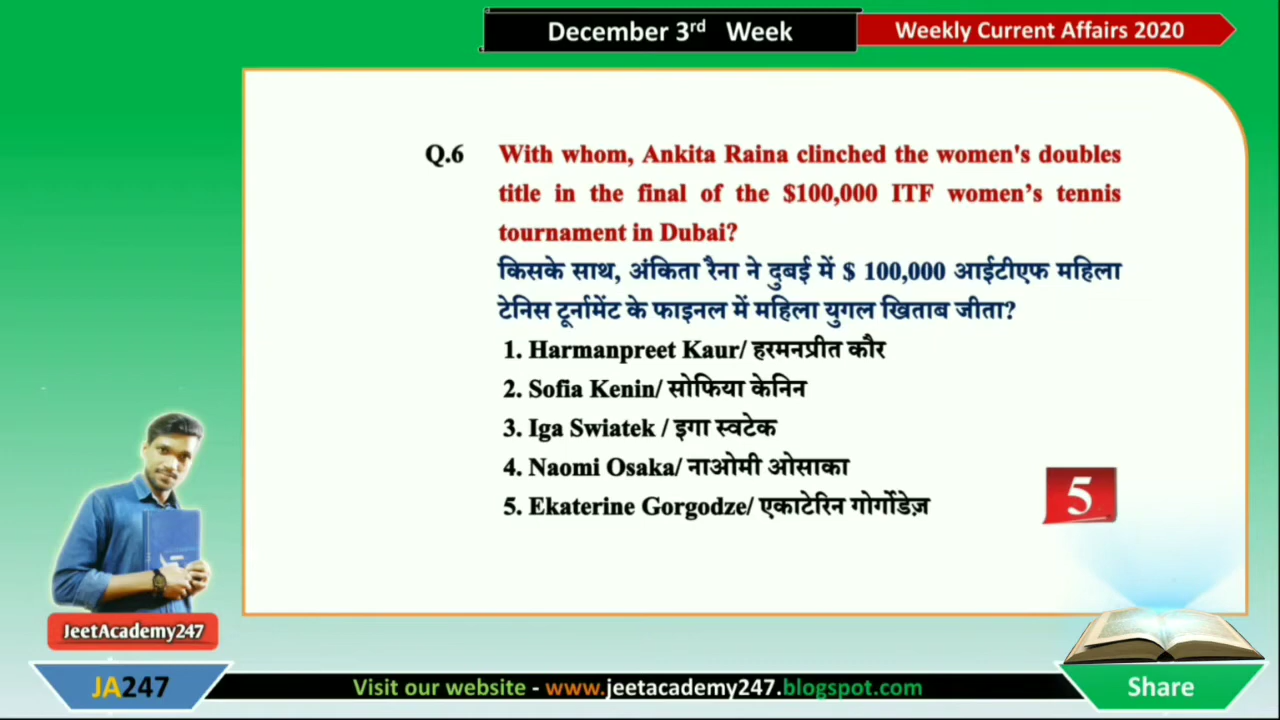 December 3rd Week
Weekly Current Affairs 2020
Q.6 With whom, Ankita Raina clinched the women's doubles
title in the final of the $100,000 ITF women's tennis
tournament in Dubai?
किसके साथ, अंकिता रैना ने दुबई में $ 100,000 आईटीएफ महिला
टेनिस टूर्नामेंट के फाइनल में महिला युगल खिताब जीता?
1. Harmanpreet Kaur/ हरमनप्रीत कौर
2. Sofia Kenin/ सोफिया केनिन
3. Iga Swiatek / इगा स्वटेक
4. Naomi Osaka/ नाओमी ओसाका
5. Ekaterine Gorgodze/ एकाटेरिन गोर्गोडेज़
5
JeetAcademy247
JA247
Visit our website - www.jeetacademy247.blogspot.com
Share